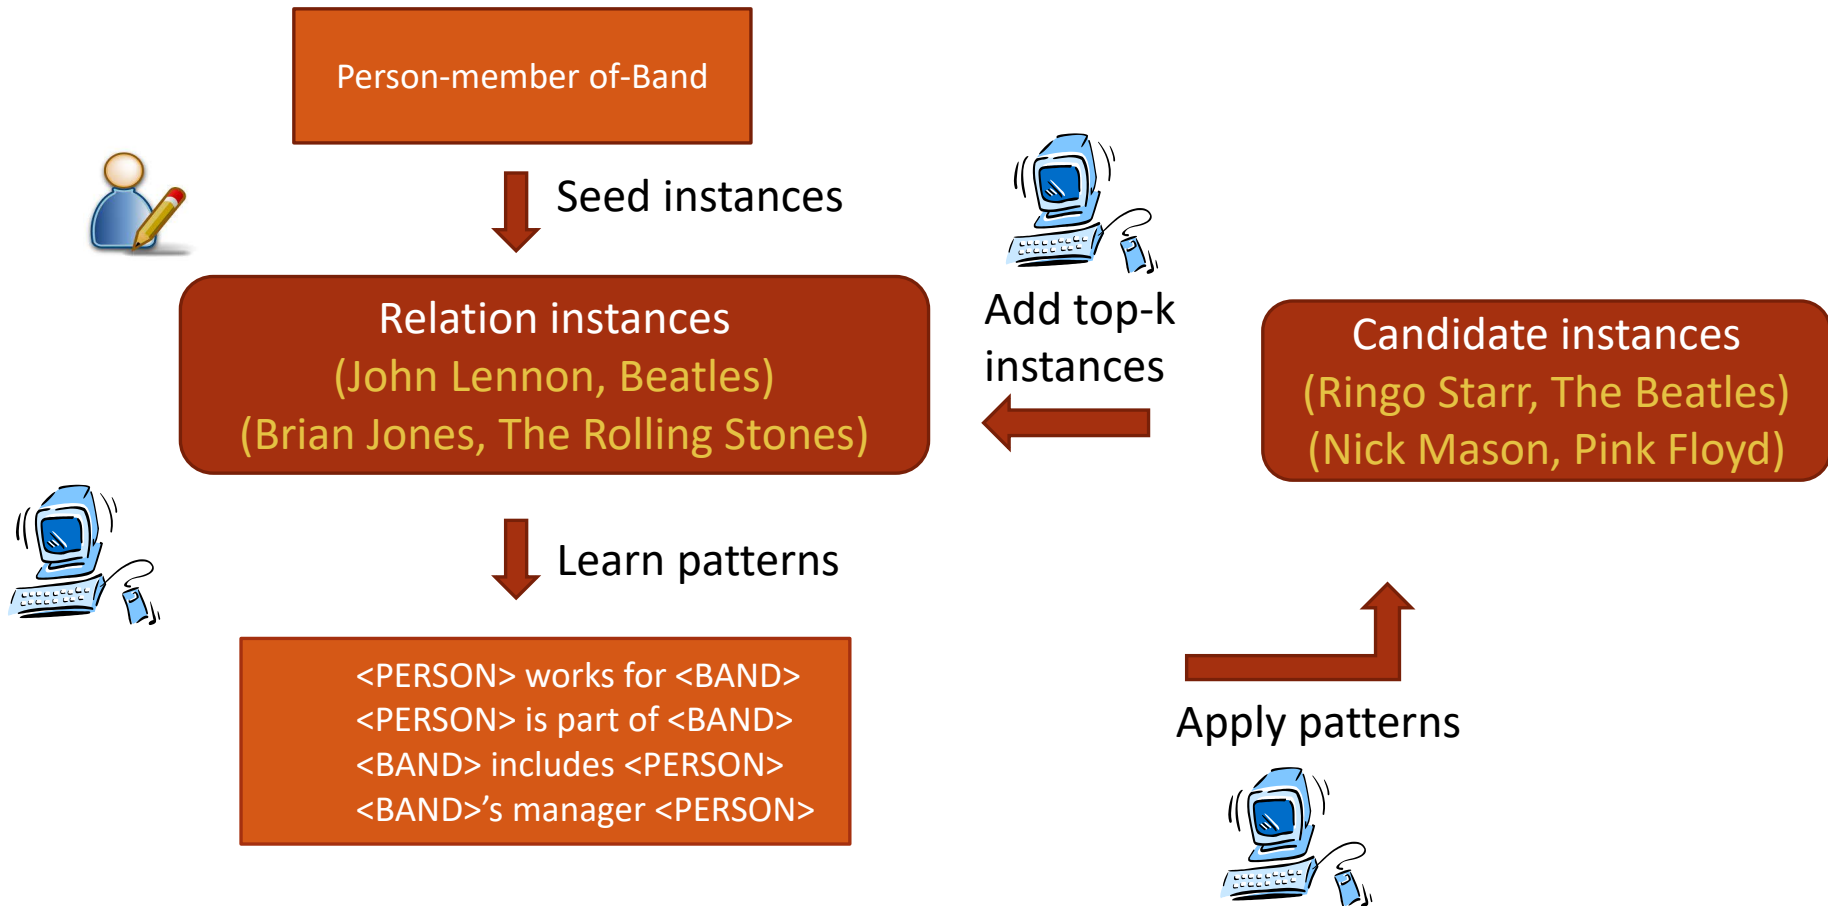 Person-member of-Band
Seed instances
Relation instances
(John Lennon, Beatles)
(Brian Jones, The Rolling Stones)
Add top-k
instances
Candidate instances
(Ringo Starr, The Beatles)
(Nick Mason, Pink Floyd)
Learn patterns
<PERSON> works for <BAND>
<PERSON> is part of <BAND>
<BAND> includes <PERSON>
<BAND>’s manager <PERSON>
Apply patterns